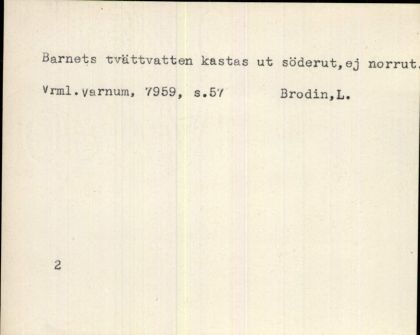 Barnets tvättvatten kastas ut söderut,ej norrut.
Vrml.varnum, 7959, s.57 Brodin,L.
2